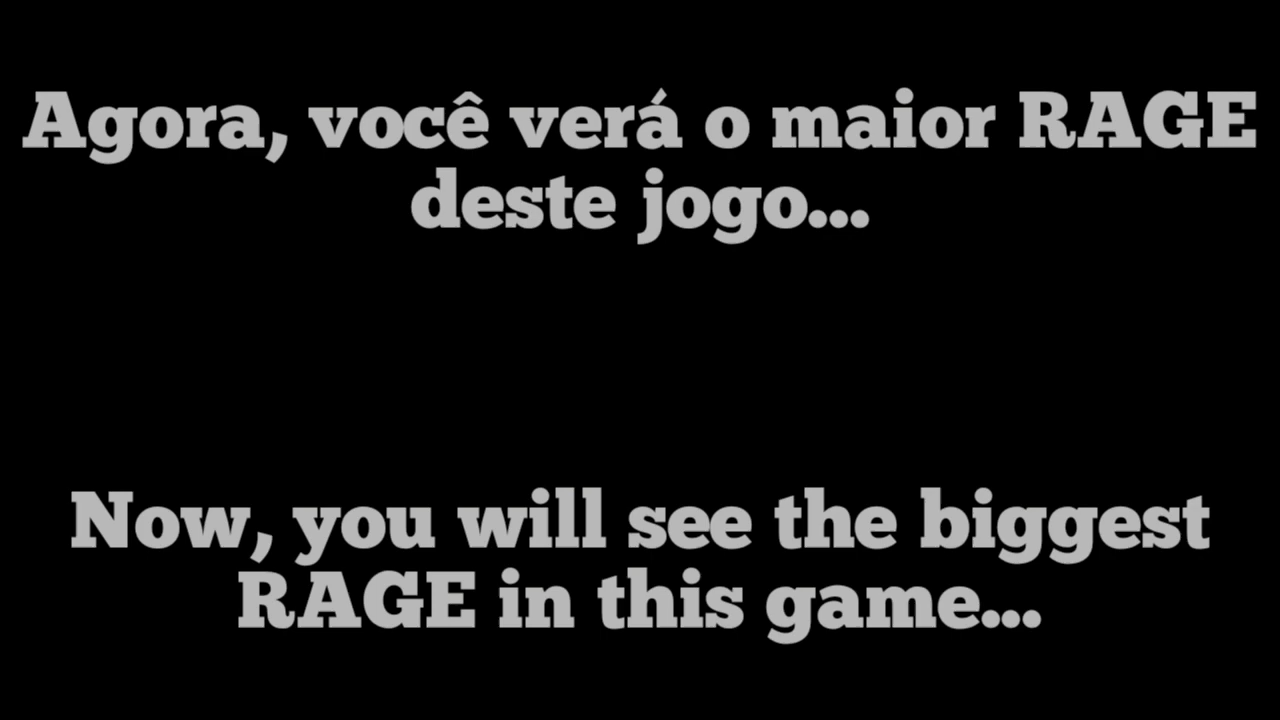 Agora, você verá o maior RAGE
deste jogo...
Now, you will see the biggest
RAGE in this game...